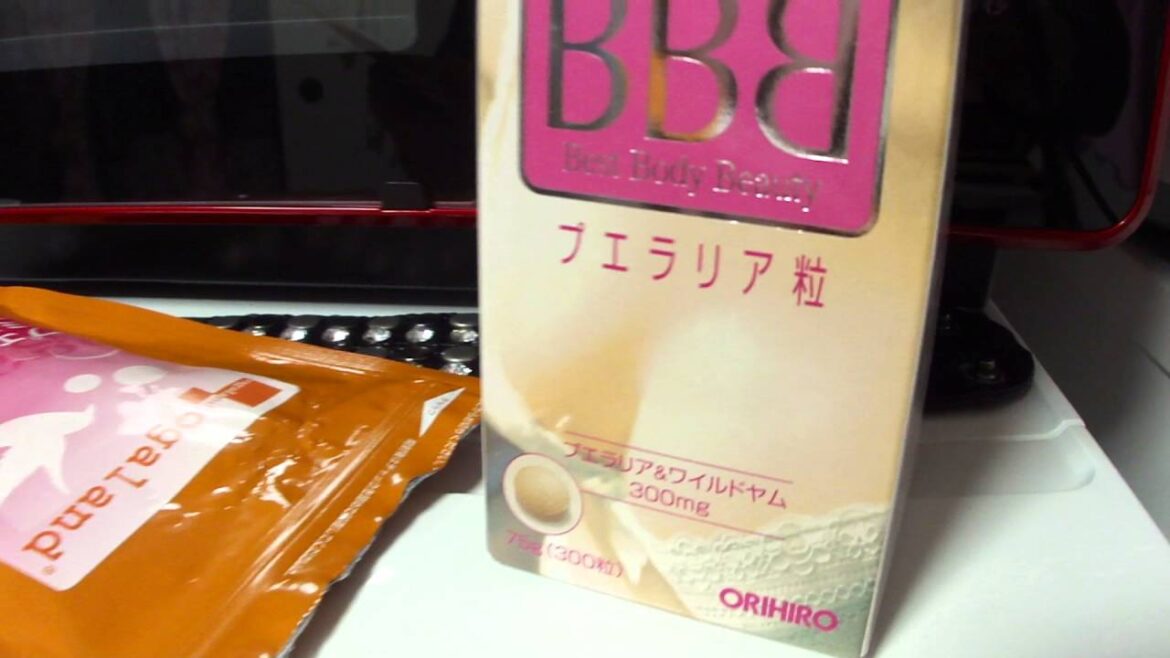 BBB
Best Body Beauty
プエラリア粒
プエラリア&ワイルドヤム
300mg
75g(300粒)
ORIHIRO
ogaland®